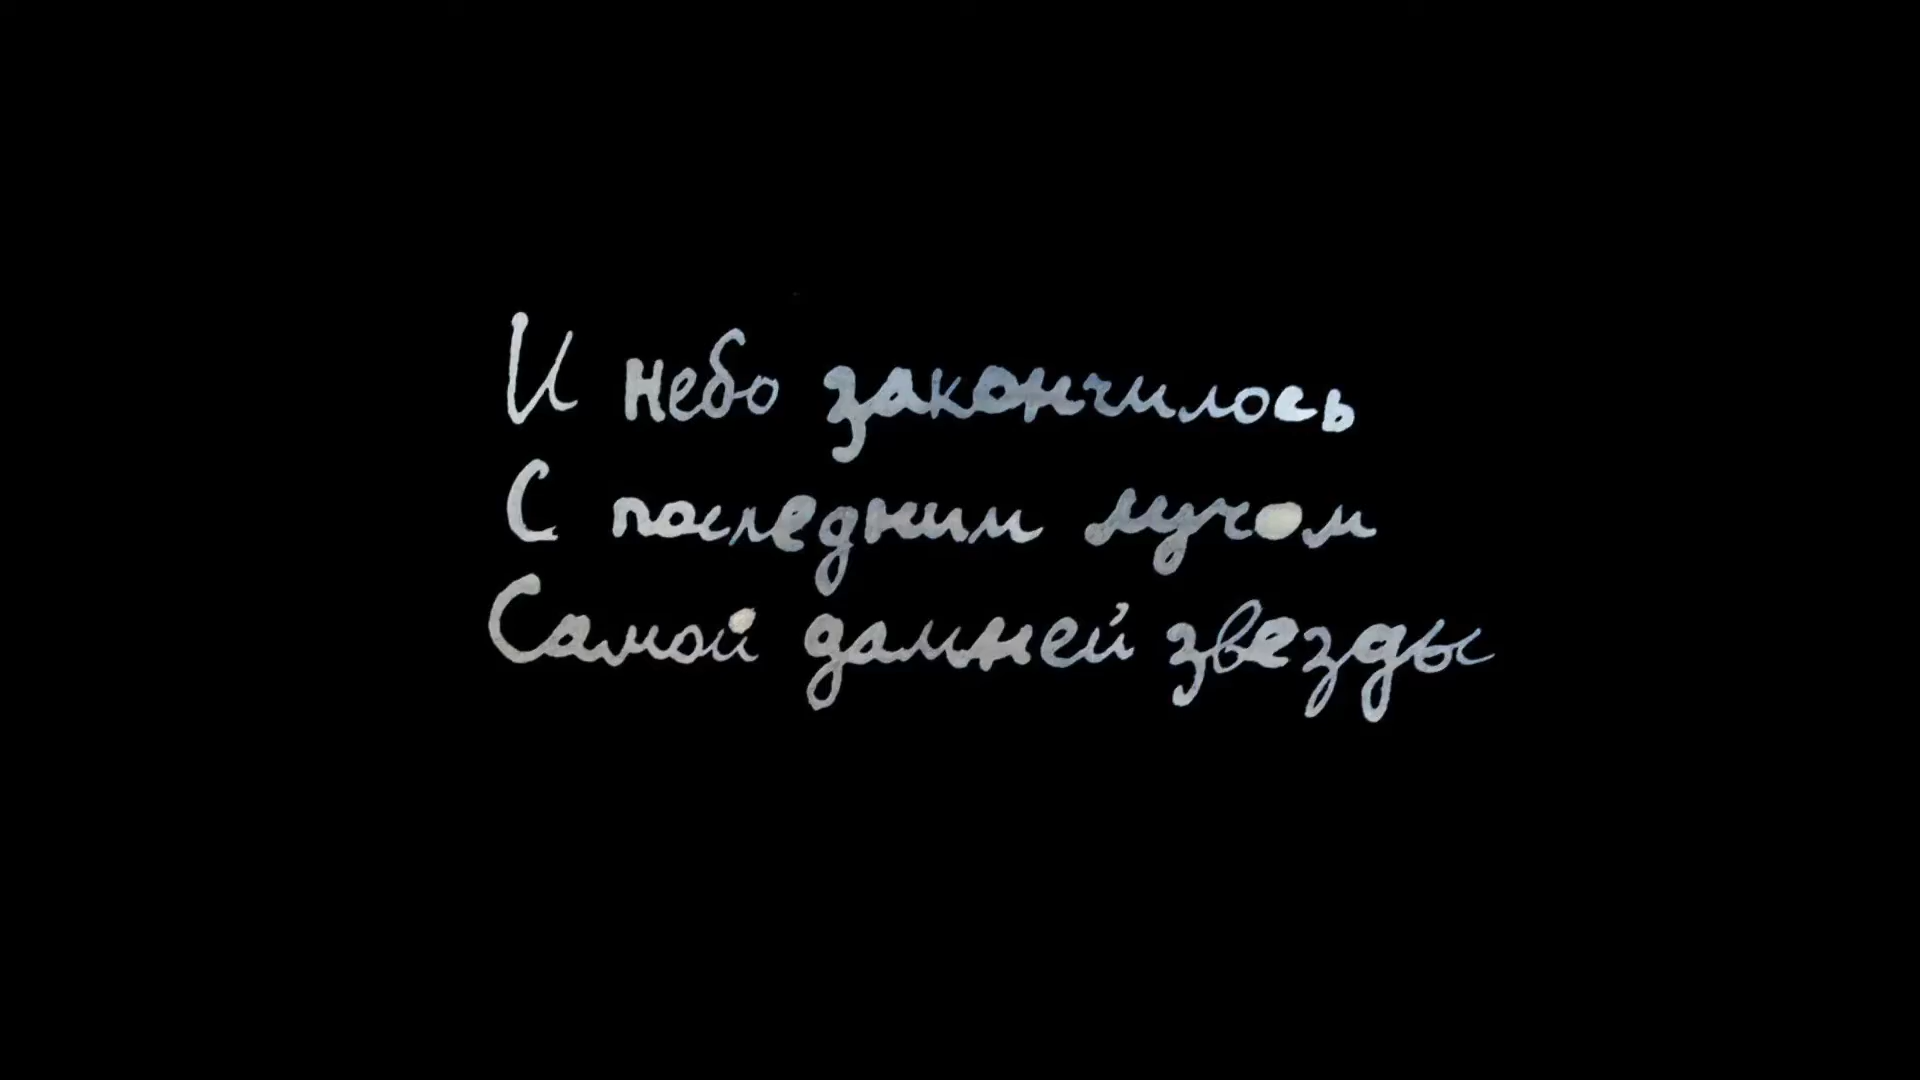 И небо закончилось
С последним лучом
Самой дальней звезды